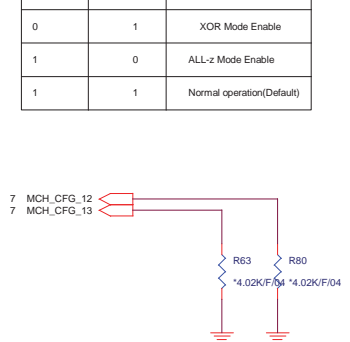 0 1 XOR Mode Enable
1 0 ALL-z Mode Enable
1 1 Normal operation(Default)
7 MCH_CFG_12
7 MCH_CFG_13
R63 R80
*4.02K/F/04 *4.02K/F/04